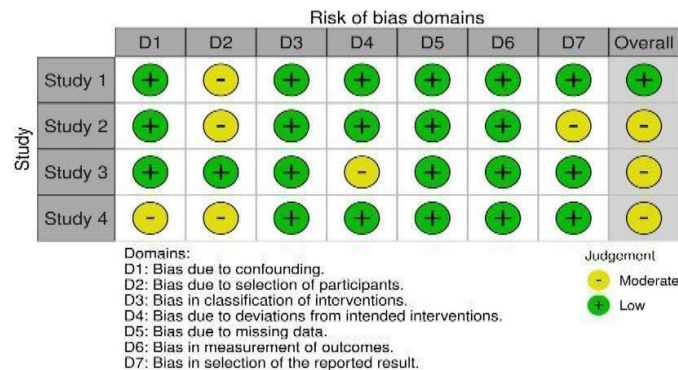 Risk of bias domains
D1 D2 D3 D4 D5 D6 D7 Overall
Study
Study 1 + - + + + + + +
Study 2 + - + + + + - -
Study 3 + + + - + + + -
Study 4 - - + + + + + -
Domains:
D1: Bias due to confounding.
D2: Bias due to selection of participants.
D3: Bias in classification of interventions.
D4: Bias due to deviations from intended interventions.
D5: Bias due to missing data.
D6: Bias in measurement of outcomes.
D7: Bias in selection of the reported result.
Judgement
- Moderate
+ Low